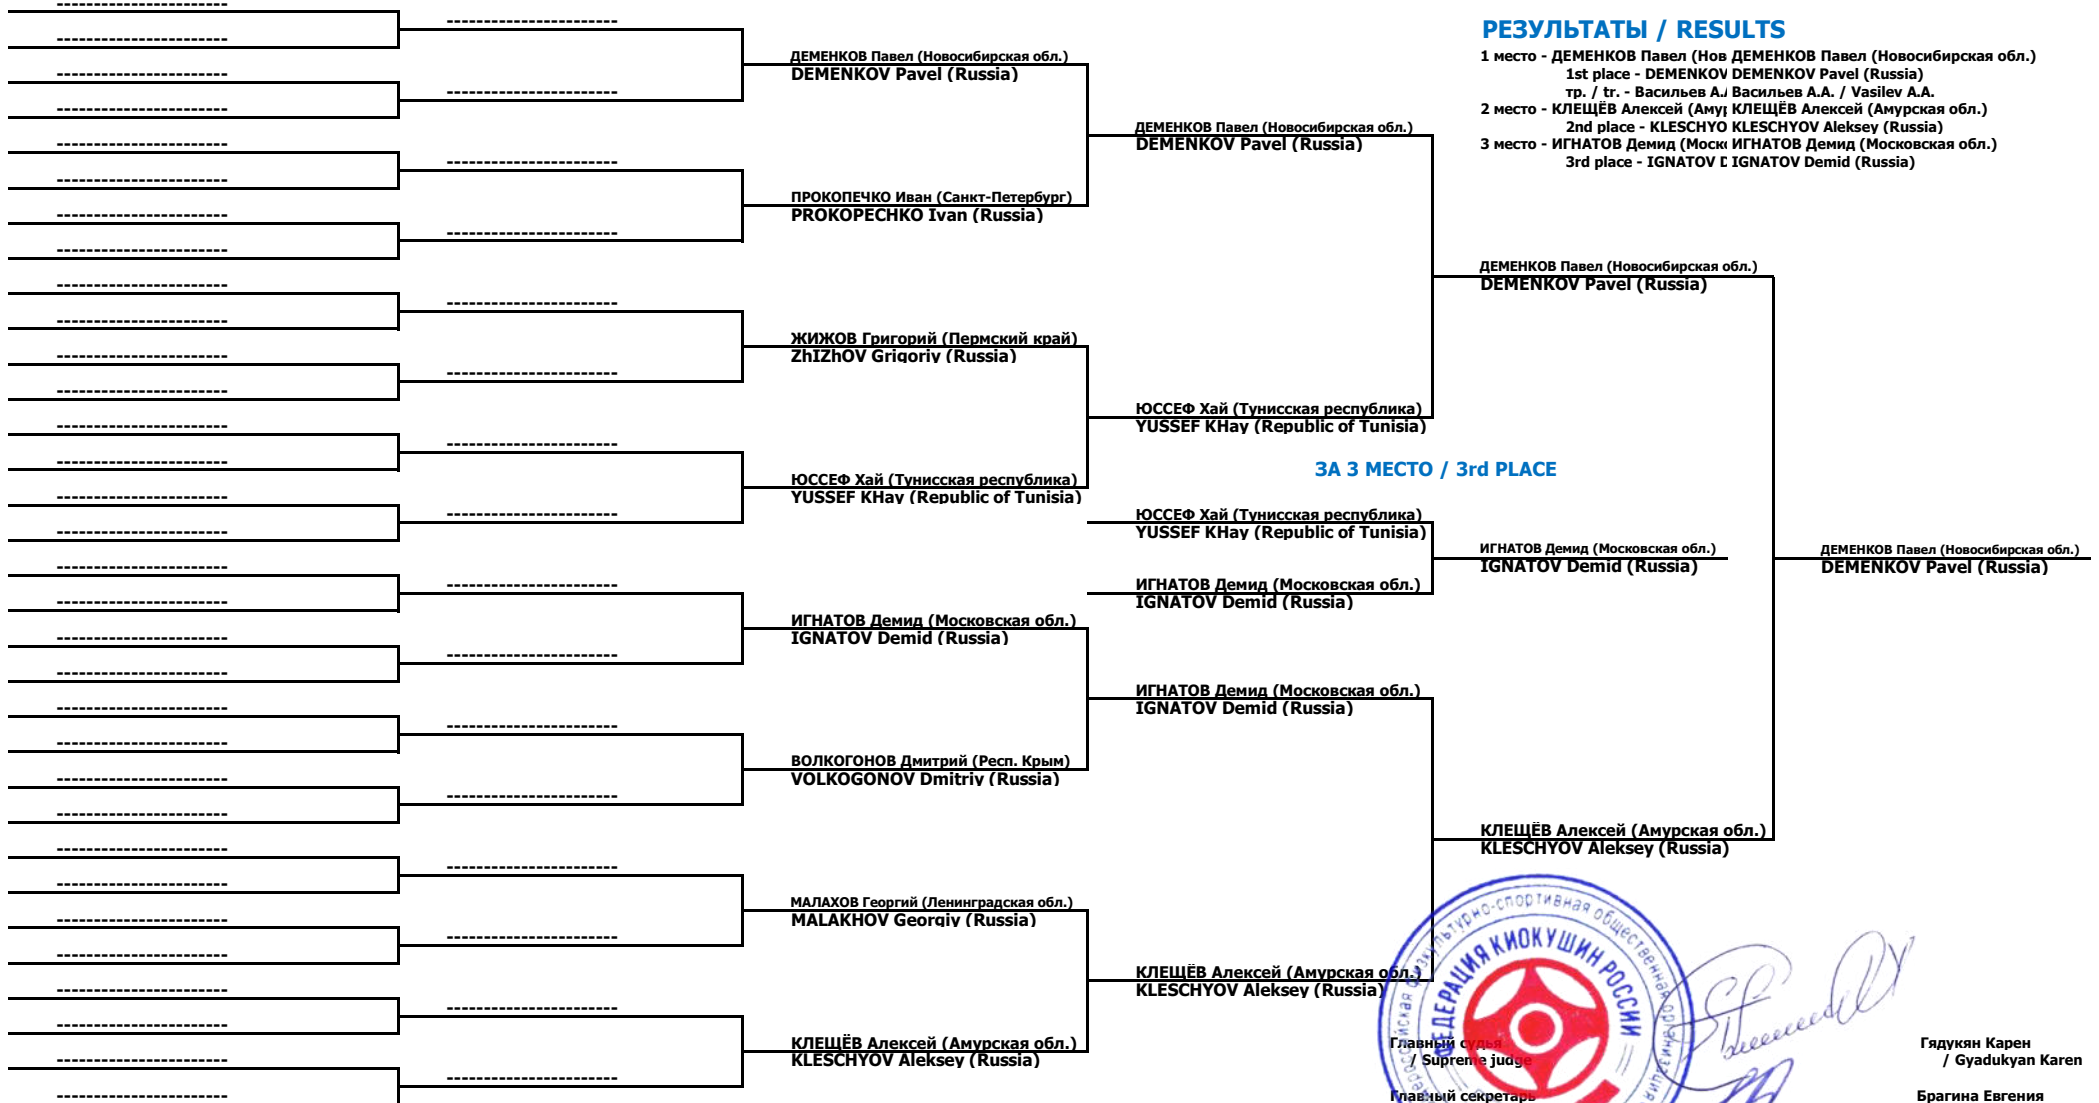 РЕЗУЛЬТАТЫ / RESULTS
1 место - ДЕМЕНКОВ Павел (Нов ДЕМЕНКОВ Павел (Новосибирская обл.)
1st place - DEMENKOV DEMENKOV Pavel (Russia)
тр. / tr. - Васильев А. Васильев А.А. / Vasilev A.A.
2 место - КЛЕЩЁВ Алексей (Аму КЛЕЩЁВ Алексей (Амурская обл.)
2nd place - KLESCHYO KLESCHYOV Aleksey (Russia)
3 место - ИГНАТОВ Демид (Моск ИГНАТОВ Демид (Московская обл.)
3rd place - IGNATOV D IGNATOV Demid (Russia)
ДЕМЕНКОВ Павел (Новосибирская обл.)
DEMENKOV Pavel (Russia)
ПРОКОПЕЧКО Иван (Санкт-Петербург)
PROKOPECHKO Ivan (Russia)
ЖИЖОВ Григорий (Пермский край)
ZhIZhOV Grigoriy (Russia)
ЮССЕФ Хай (Тунисская республика)
YUSSEF KHay (Republic of Tunisia)
ИГНАТОВ Демид (Московская обл.)
IGNATOV Demid (Russia)
ВОЛКОГОНОВ Дмитрий (Респ. Крым)
VOLKOGONOV Dmitriy (Russia)
МАЛАХОВ Георгий (Ленинградская обл.)
MALAKHOV Georgiy (Russia)
КЛЕЩЁВ Алексей (Амурская обл.)
KLESCHYOV Aleksey (Russia)
ДЕМЕНКОВ Павел (Новосибирская обл.)
DEMENKOV Pavel (Russia)
ЮССЕФ Хай (Тунисская республика)
YUSSEF KHay (Republic of Tunisia)
ЗА 3 МЕСТО / 3rd PLACE
ЮССЕФ Хай (Тунисская республика)
YUSSEF KHay (Republic of Tunisia)
ИГНАТОВ Демид (Московская обл.)
IGNATOV Demid (Russia)
ИГНАТОВ Демид (Московская обл.)
IGNATOV Demid (Russia)
КЛЕЩЁВ Алексей (Амурская обл.)
KLESCHYOV Aleksey (Russia)
ДЕМЕНКОВ Павел (Новосибирская обл.)
DEMENKOV Pavel (Russia)
ИГНАТОВ Демид (Московская обл.)
IGNATOV Demid (Russia)
КЛЕЩЁВ Алексей (Амурская обл.)
KLESCHYOV Aleksey (Russia)
ДЕМЕНКОВ Павел (Новосибирская обл.)
DEMENKOV Pavel (Russia)
физкультурно-спортивная общественная
ФЕДЕРАЦИЯ КИОКУШИН РОССИИ
Главный судья
/ Supreme judge
Гядукян Карен
/ Gyadukyan Karen
Главный секретарь
Брагина Евгения